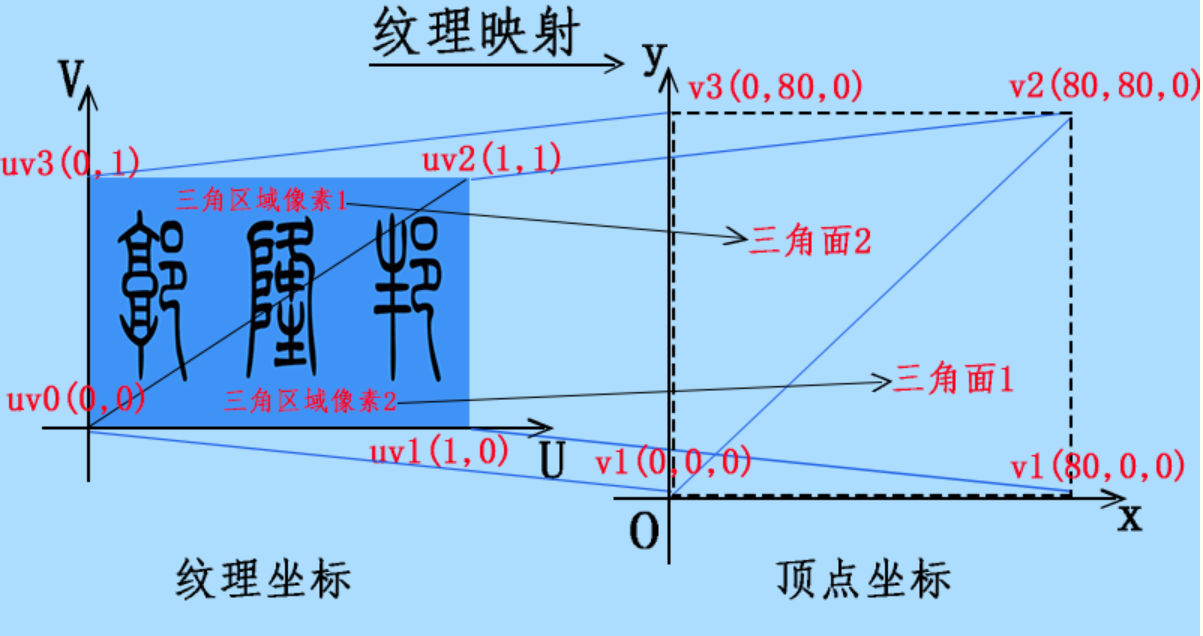 纹理映射
V
y
v3(0,80,0)
v2(80,80,0)
uv3(0,1)
uv2(1,1)
三角区域像素1
三角面2
郭隆邦
三角面1
uv0(0,0)
三角区域像素2
uv1(1,0)
U
v1(0,0,0)
v1(80,0,0)
O
x
纹理坐标
顶点坐标